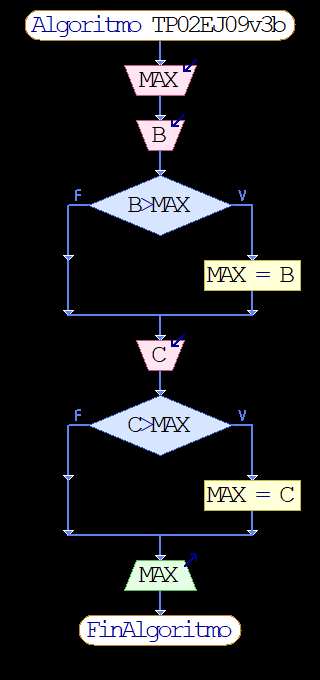 Algoritmo TP02EJ09v3b
MAX
B
F
V
B>MAX
MAX = B
C
F
V
C>MAX
MAX = C
MAX
FinAlgoritmo